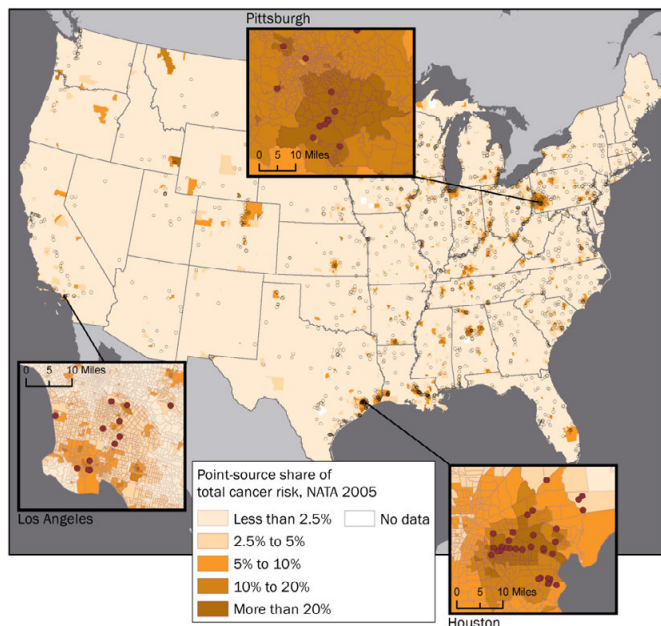 Pittsburgh
0 5 10 Miles
0 5 10 Miles
Los Angeles
Point-source share of
total cancer risk, NATA 2005
Less than 2.5%
No data
2.5% to 5%
5% to 10%
10% to 20%
More than 20%
0 5 10 Miles
Houston